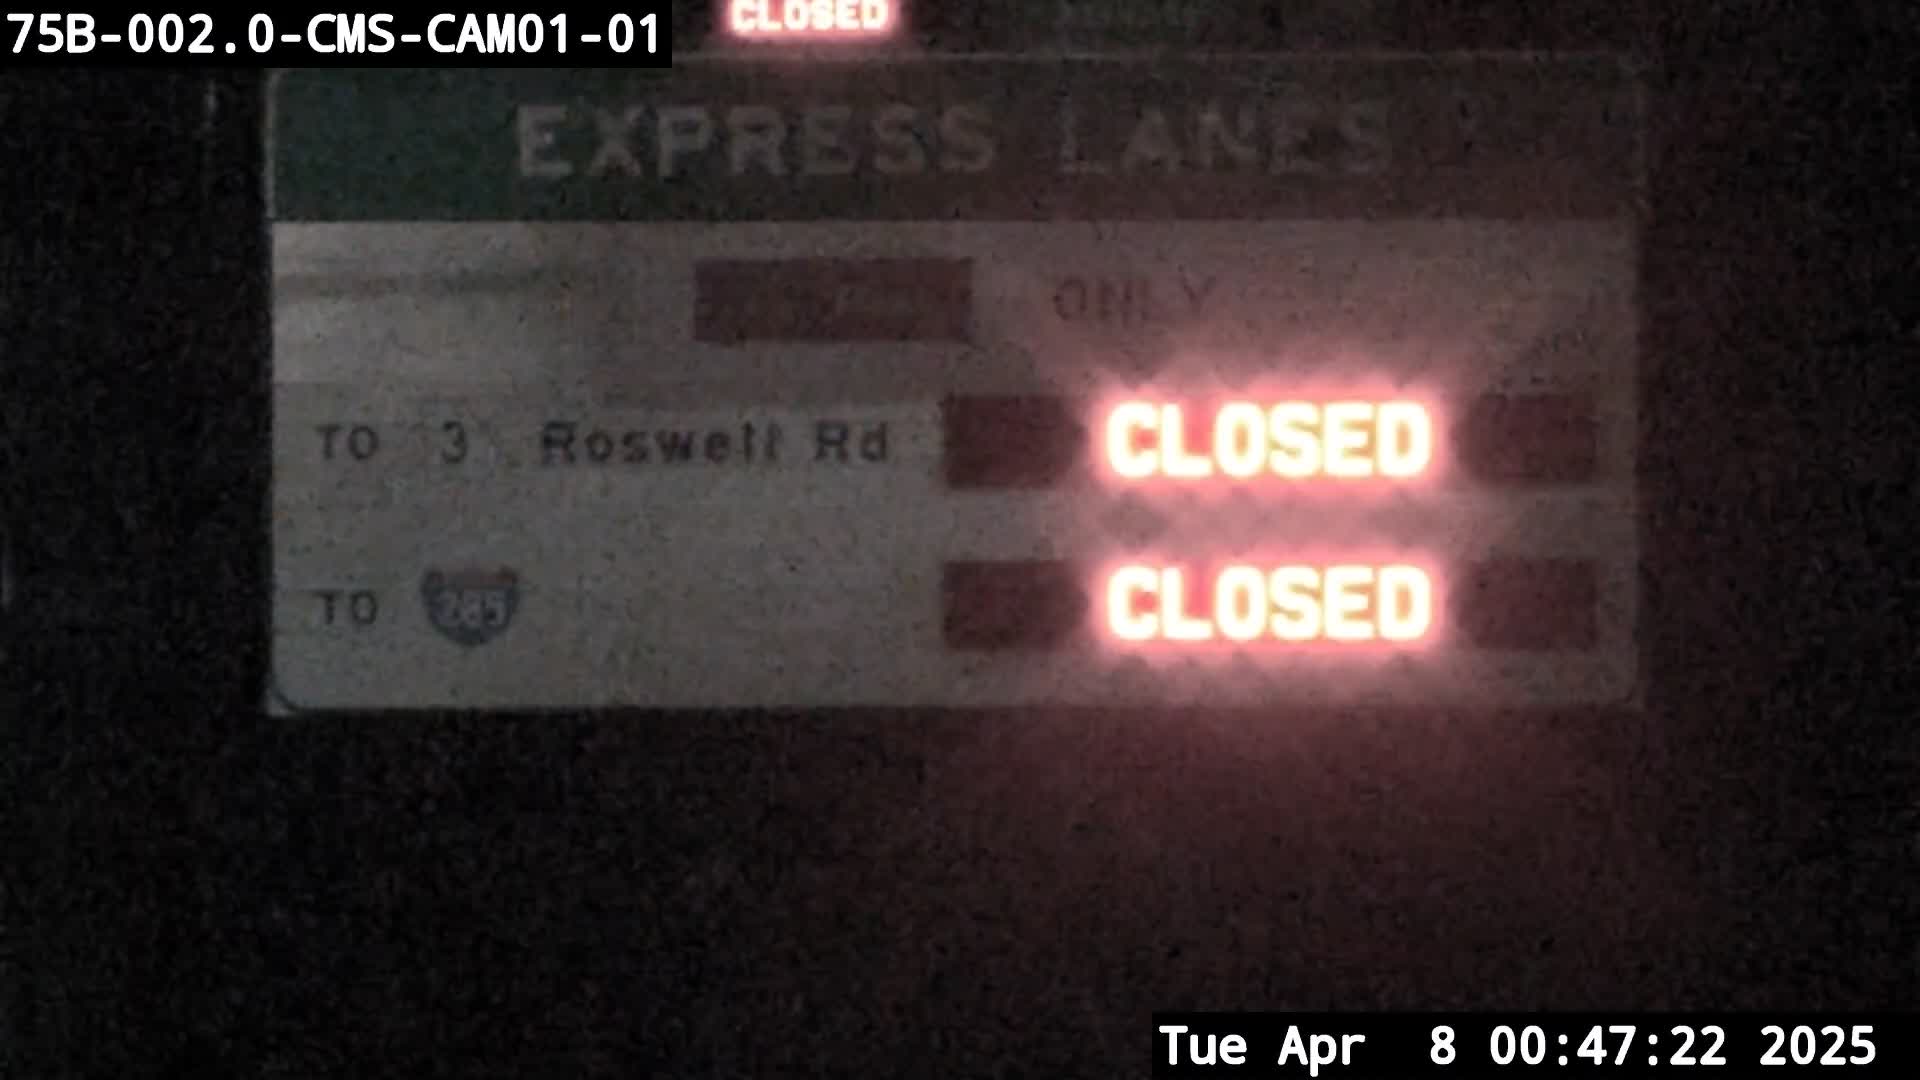 75B-002.0-CMS-CAM01-01
CLOSED
EXPRESS LANES
ONLY
TO 3 Roswell Rd CLOSED
TO 285 CLOSED
Tue Apr 8 00:47:22 2025